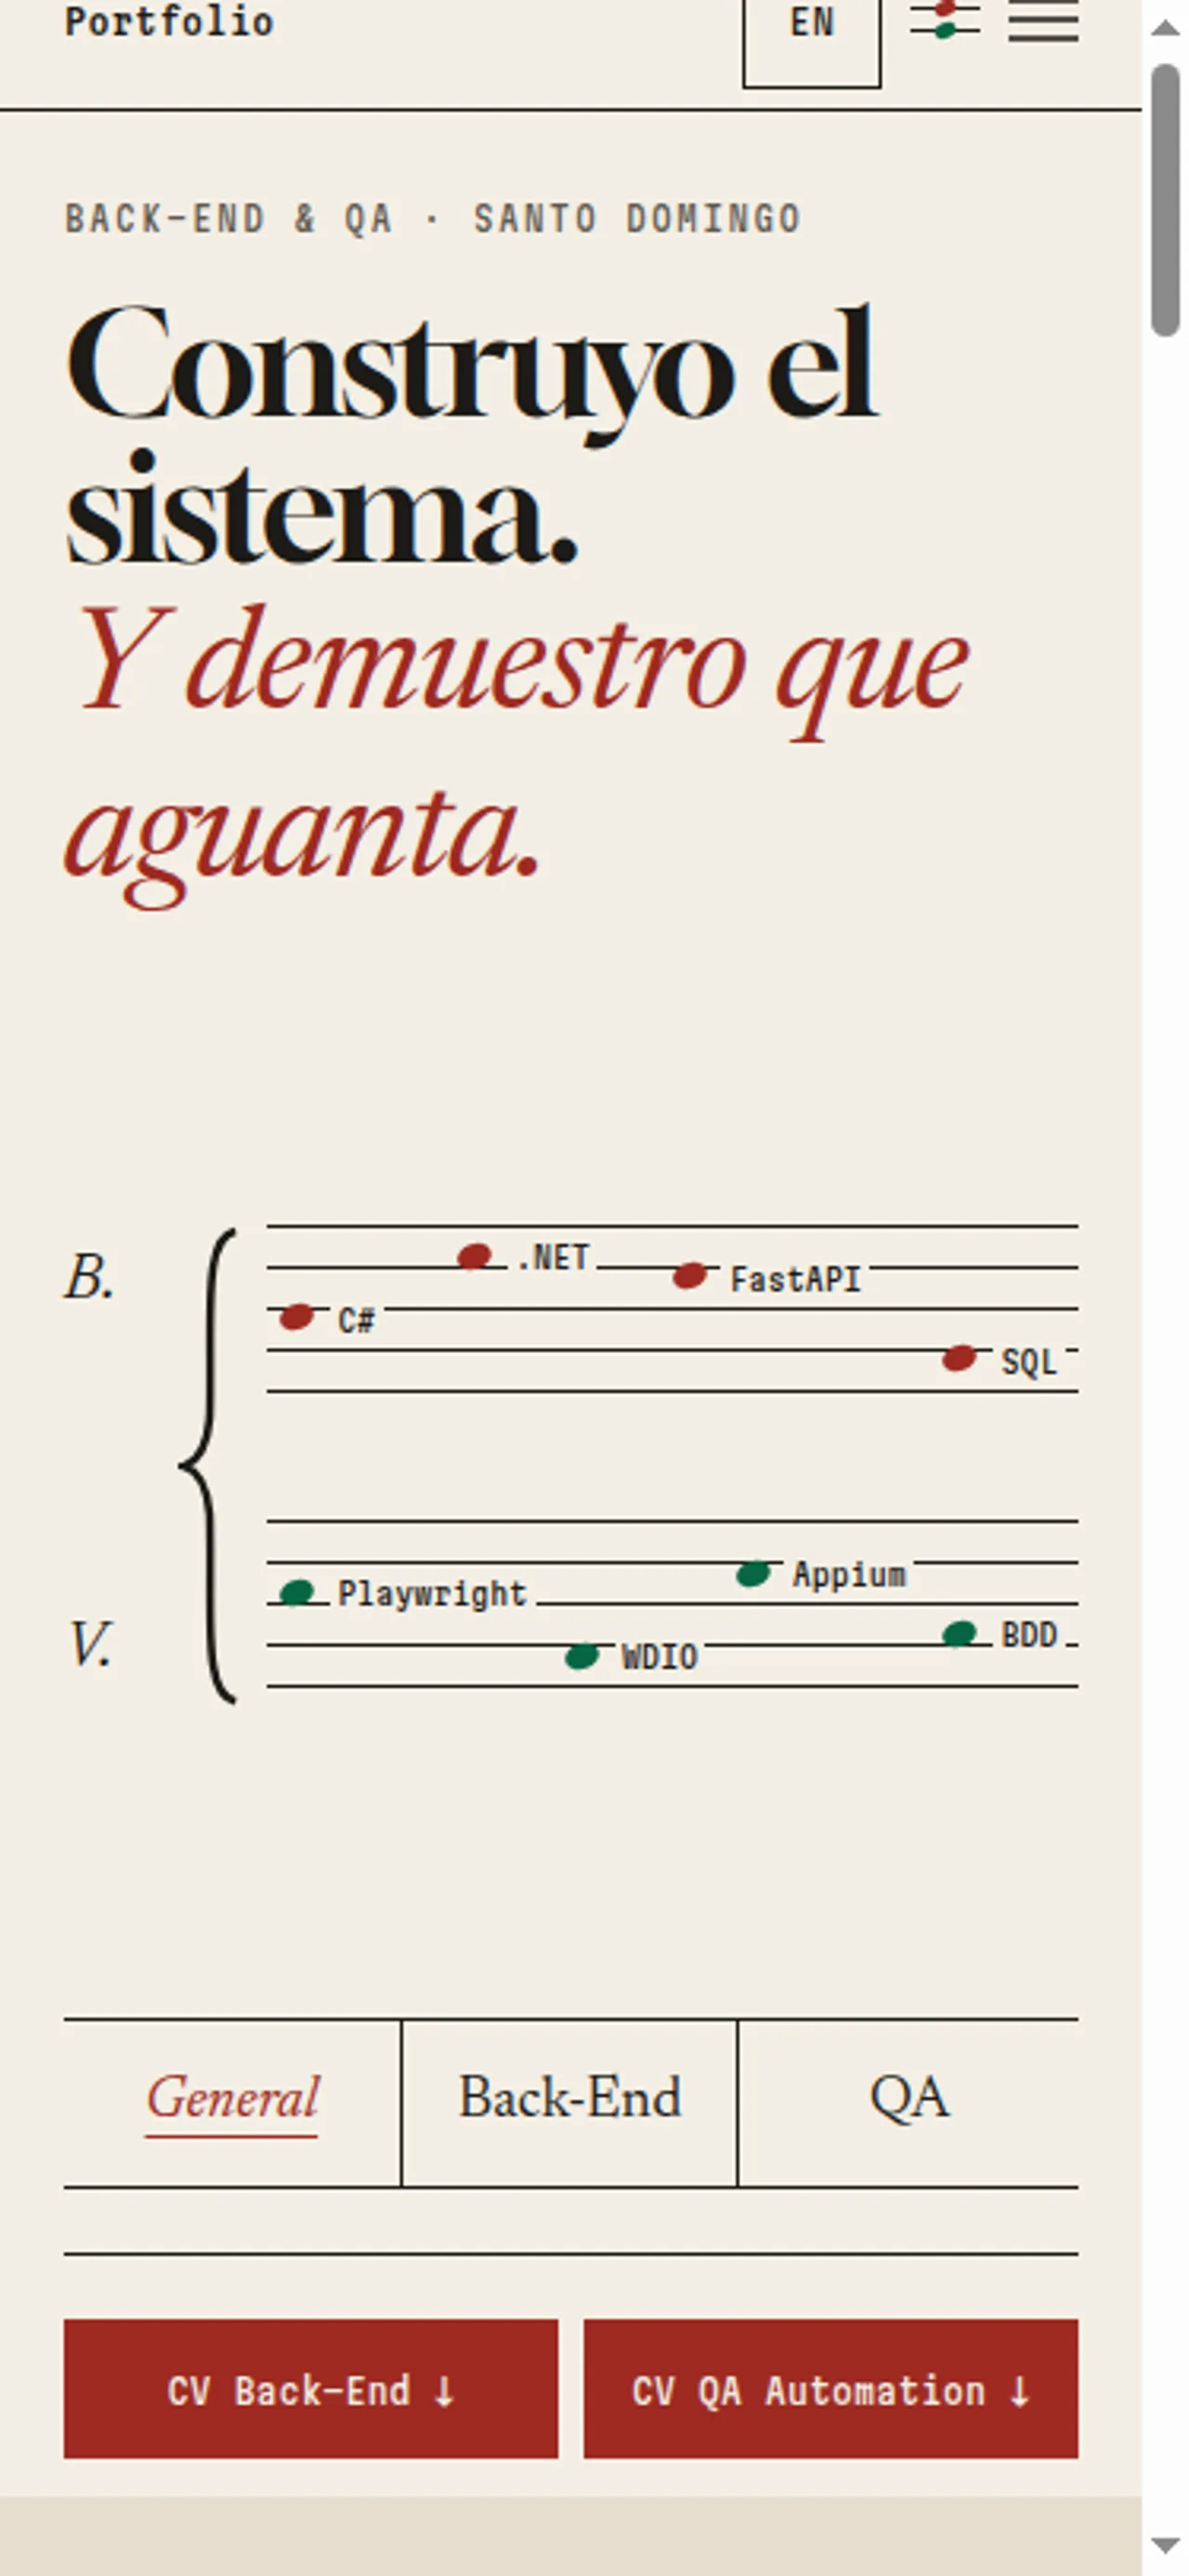 Portfolio EN
BACK-END & QA · SANTO DOMINGO
Construyo el
sistema.
Y demuestro que
aguanta.
B.
.NET
FastAPI
C#
SQL
V.
Appium
Playwright
BDD
WDIO
General Back-End QA
CV Back-End ↓ CV QA Automation ↓